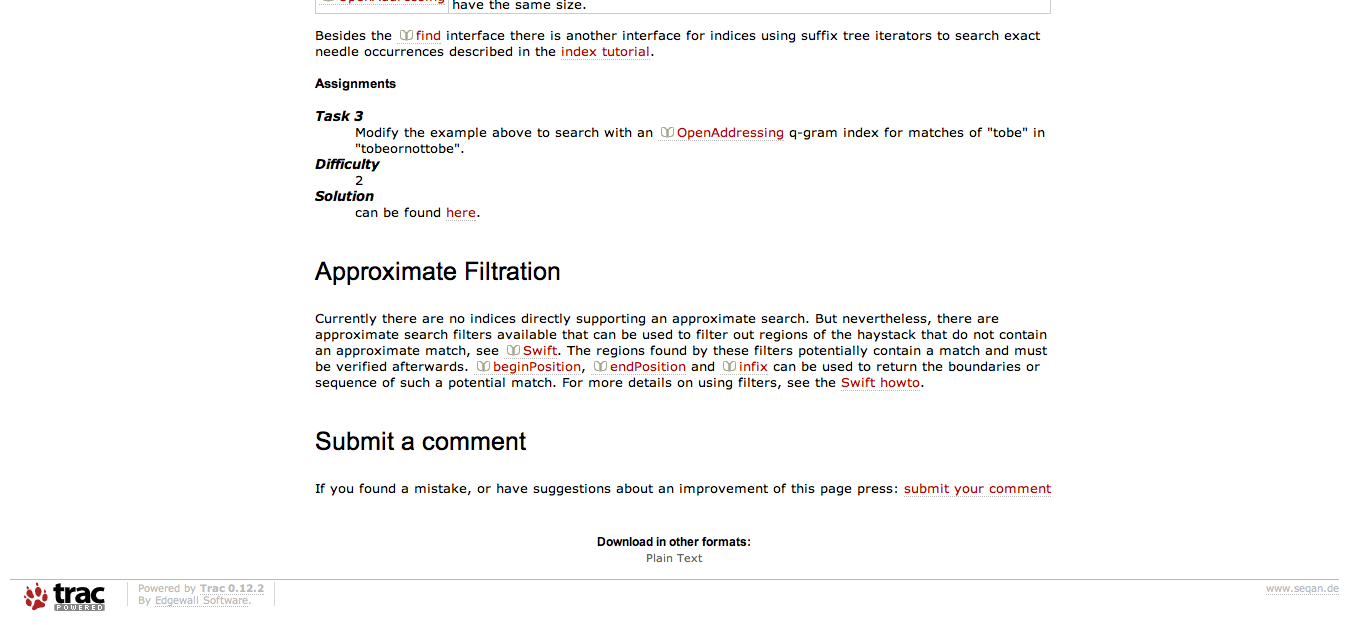 OpenAddressing have the same size.
Besides the find interface there is another interface for indices using suffix tree iterators to search exact
needle occurrences described in the index tutorial.
Assignments
Task 3
Modify the example above to search with an OpenAddressing q-gram index for matches of "tobe" in
"tobeornottobe".
Difficulty
2
Solution
can be found here.
Approximate Filtration
Currently there are no indices directly supporting an approximate search. But nevertheless, there are
approximate search filters available that can be used to filter out regions of the haystack that do not contain
an approximate match, see Swift. The regions found by these filters potentially contain a match and must
be verified afterwards. beginPosition, endPosition and infix can be used to return the boundaries or
sequence of such a potential match. For more details on using filters, see the Swift howto.
Submit a comment
If you found a mistake, or have suggestions about an improvement of this page press: submit your comment
Download in other formats:
Plain Text
trac
POWERED
Powered by Trac 0.12.2
By Edgewall Software.
www.seqan.de